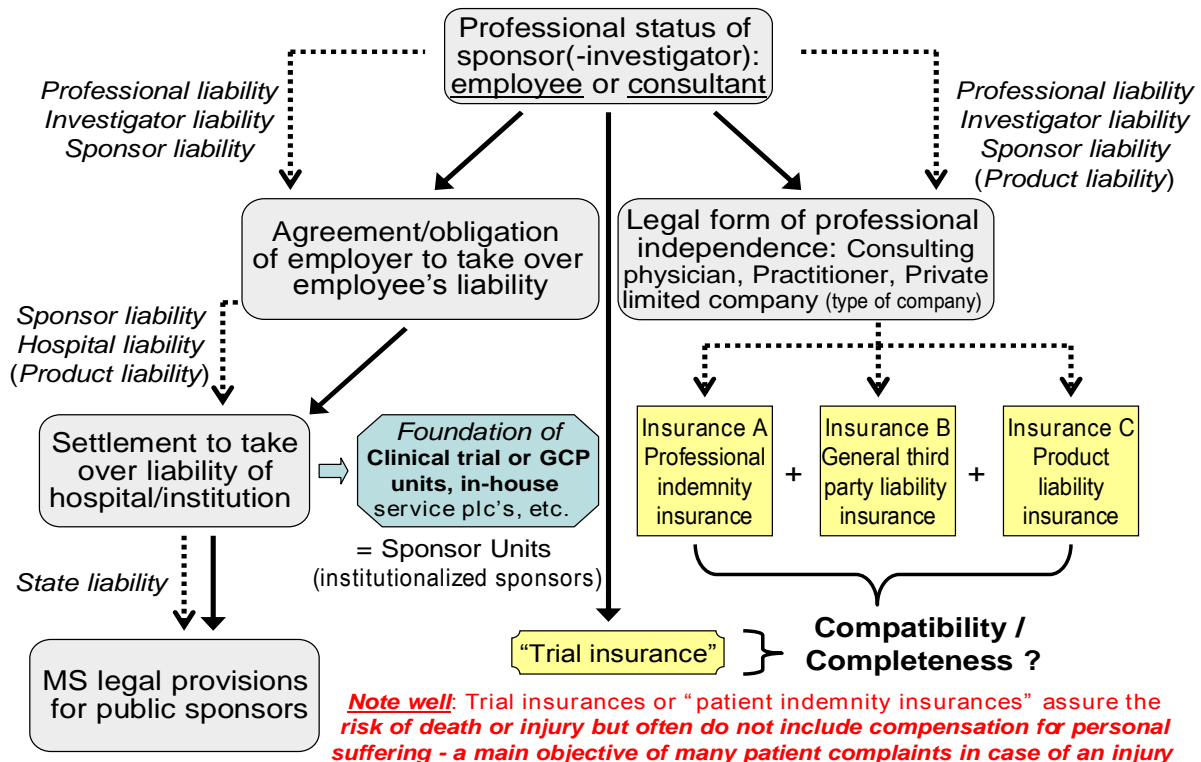 Professional status of
sponsor(-investigator):
employee or consultant
Professional liability
Investigator liability
Sponsor liability
Professional liability
Investigator liability
Sponsor liability
(Product liability)
Agreement/obligation
of employer to take over
employee's liability
Legal form of professional
independence: Consulting
physician, Practitioner, Private
limited company (type of company)
Sponsor liability
Hospital liability
(Product liability)
Settlement to take
over liability of
hospital/institution
Foundation of
Clinical trial or GCP
units, in-house
service plc's, etc.
= Sponsor Units
(institutionalized sponsors)
Insurance A
Professional
indemnity
insurance
+
Insurance B
General third
party liability
insurance
+
Insurance C
Product
liability
insurance
State liability
MS legal provisions
for public sponsors
"Trial insurance"
Compatibility /
Completeness ?
Note well: Trial insurances or "patient indemnity insurances" assure the
risk of death or injury but often do not include compensation for personal
suffering - a main objective of many patient complaints in case of an injury